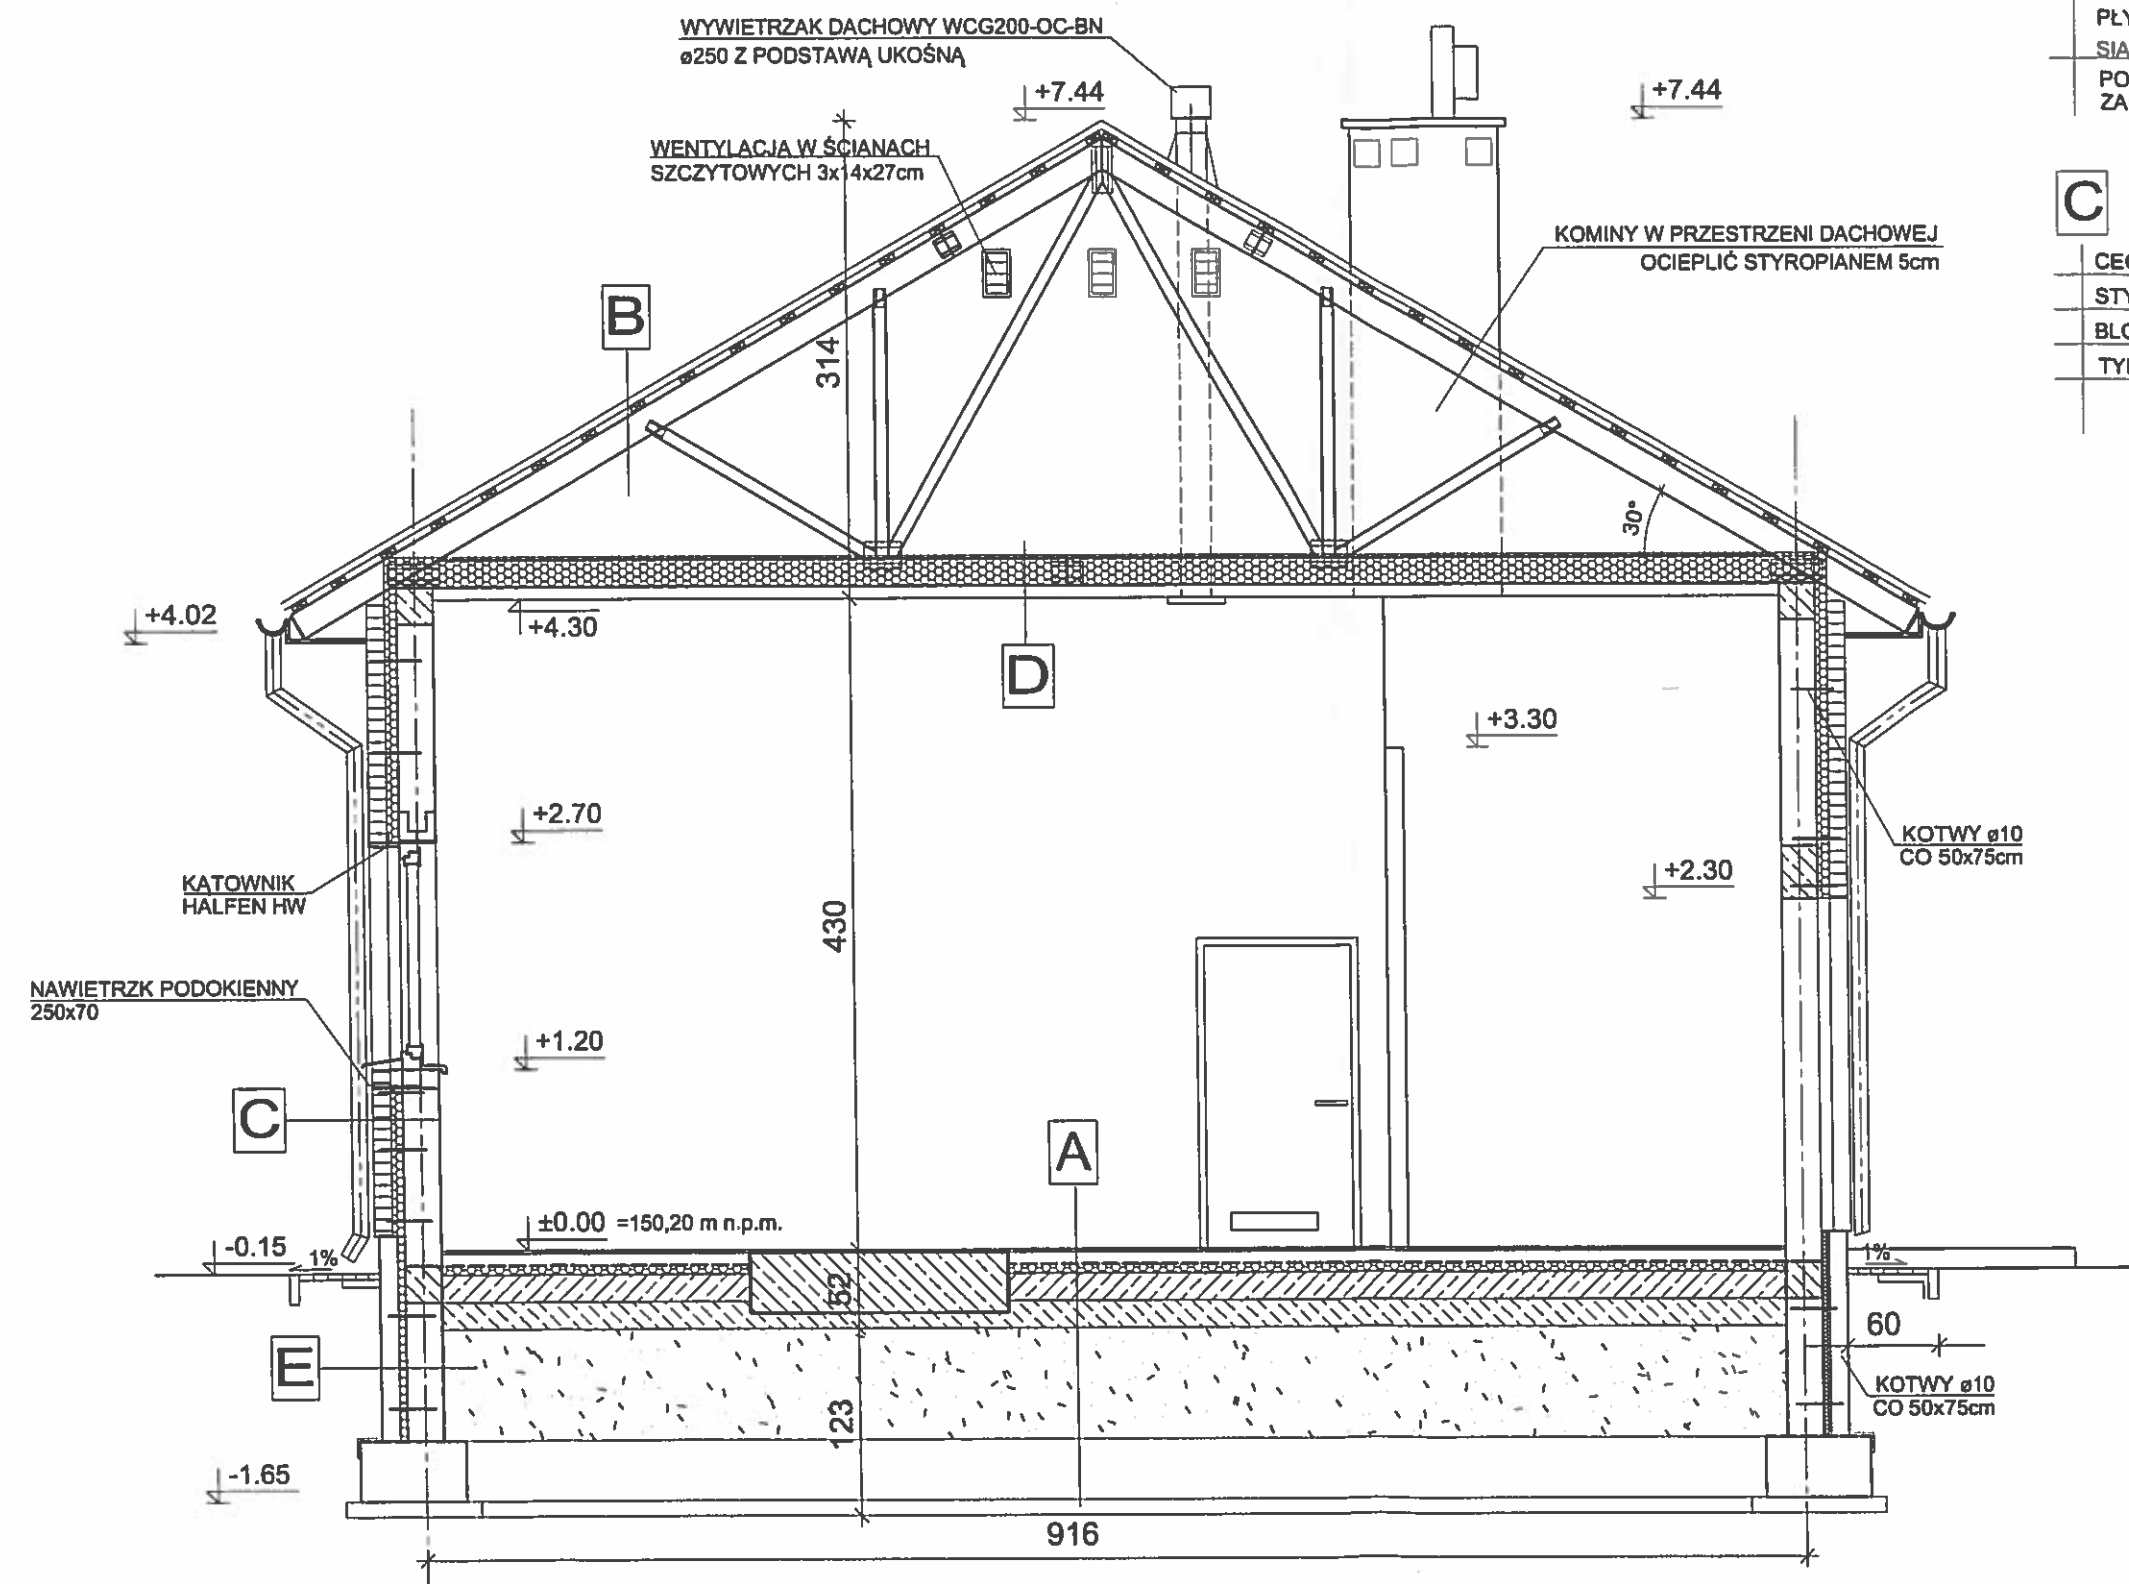 WYWIETRZAK DACHOWY WCG200-OC-BN
ø250 Z PODSTAWĄ UKOŚNĄ
+7.44
+7.44
WENTYLACJA W ŚCIANACH
SZCZYTOWYCH 3x14x27cm
KOMINY W PRZESTRZENI DACHOWEJ
OCIEPLIĆ STYROPIANEM 5cm
C
B
314
30°
+4.02
+4.30
D
+3.30
+2.70
KOTWY ø10
CO 50x75cm
+2.30
KĄTOWNIK
HALFEN HW
430
NAWIETRZK PODOKIENNY
250x70
+1.20
C
A
±0.00 =150,20 m n.p.m.
-0.15
1%
1%
52
60
E
KOTWY ø10
CO 50x75cm
123
-1.65
916